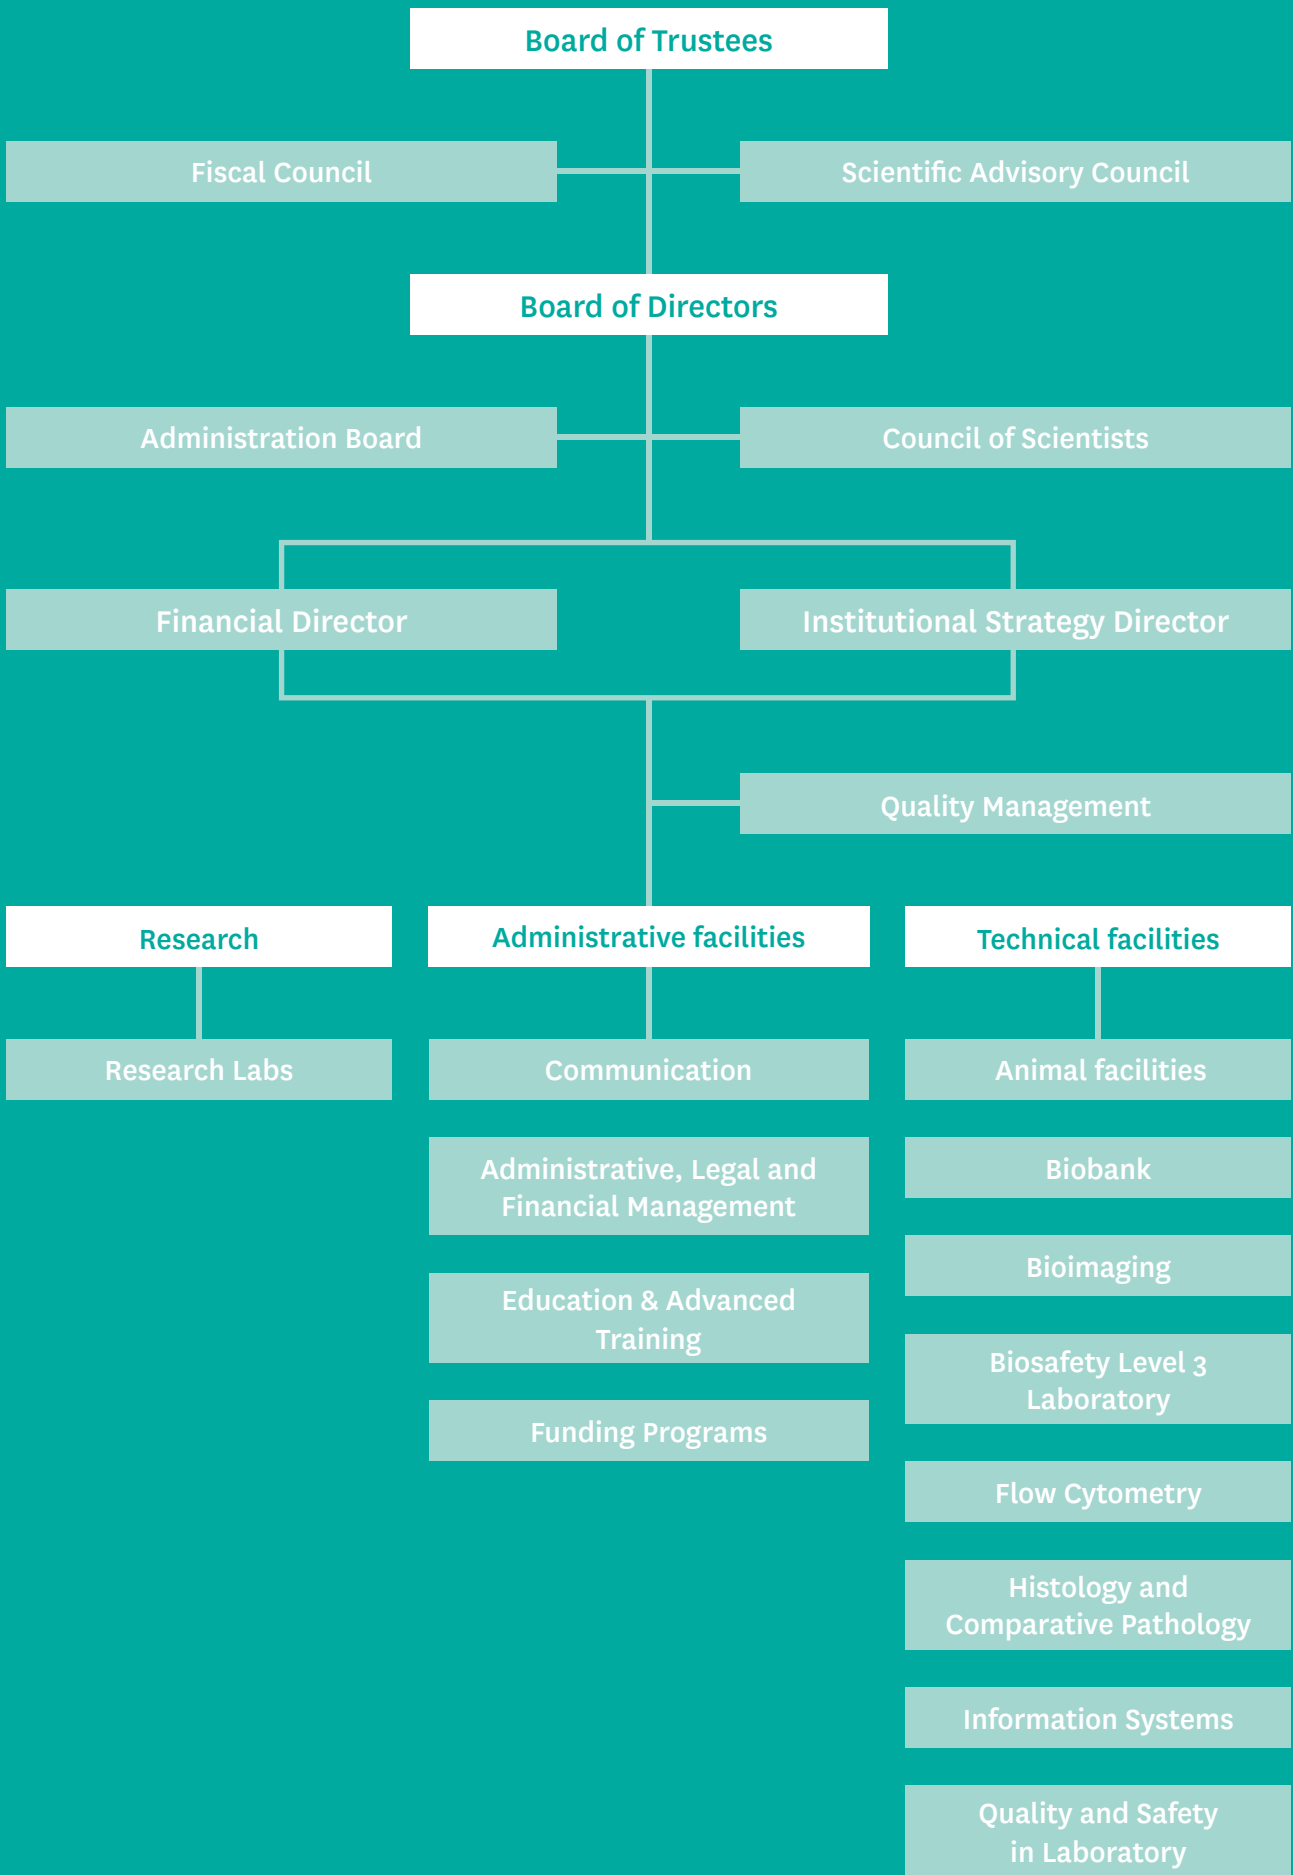 Board of Trustees
Fiscal Council
Scientific Advisory Council
Board of Directors
Administration Board
Council of Scientists
Financial Director
Institutional Strategy Director
Quality Management
Research
Administrative facilities
Technical facilities
Research Labs
Communication
Animal facilities
Administrative, Legal and
Financial Management
Biobank
Education & Advanced
Training
Bioimaging
Funding Programs
Biosafety Level 3
Laboratory
Flow Cytometry
Histology and
Comparative Pathology
Information Systems
Quality and Safety
in Laboratory